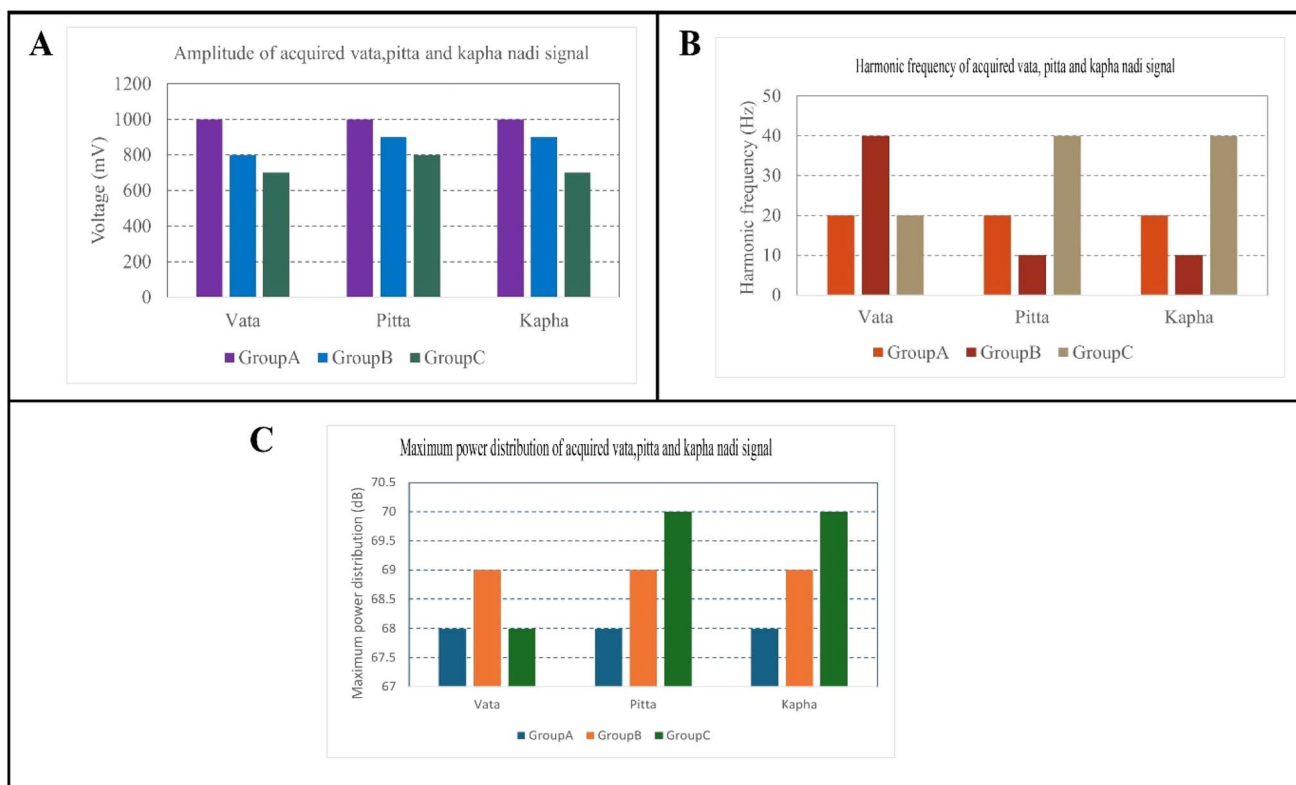 A
Amplitude of acquired vata,pitta and kapha nadi signal
Voltage (mV)
1200
1000
800
600
400
200
0
Vata Pitta Kapha
GroupA GroupB GroupC
B
Harmonic frequency of acquired vata, pitta and kapha nadi signal
Harmonic frequency (Hz)
50
40
30
20
10
0
Vata Pitta Kapha
GroupA GroupB GroupC
C
Maximum power distribution of acquired vata,pitta and kapha nadi signal
Maximum power distribution (dB)
70.5
70
69.5
69
68.5
68
67.5
67
Vata Pitta Kapha
GroupA GroupB GroupC